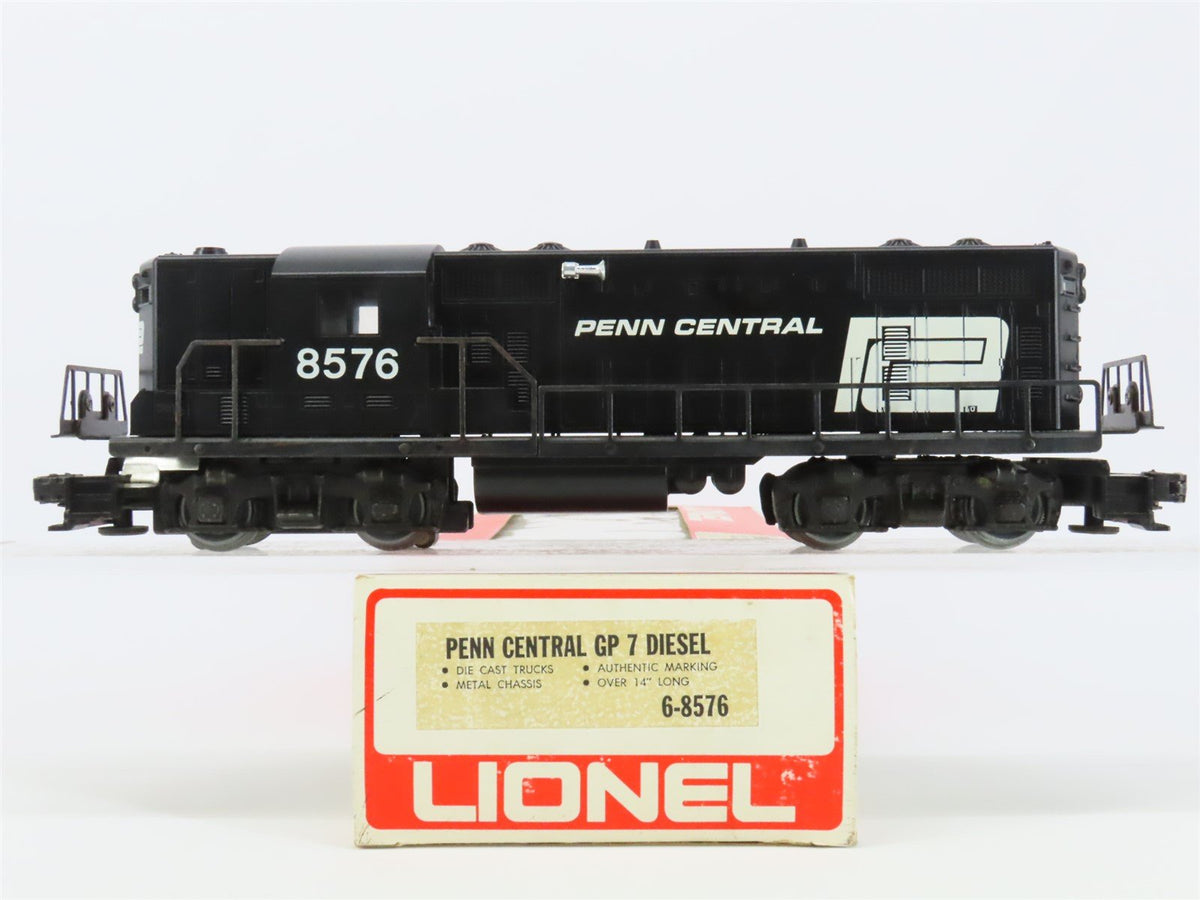 PENN CENTRAL
8576
PENN CENTRAL GP 7 DIESEL
• DIE CAST TRUCKS • AUTHENTIC MARKING
• METAL CHASSIS • OVER 14" LONG
6-8576
LIONEL